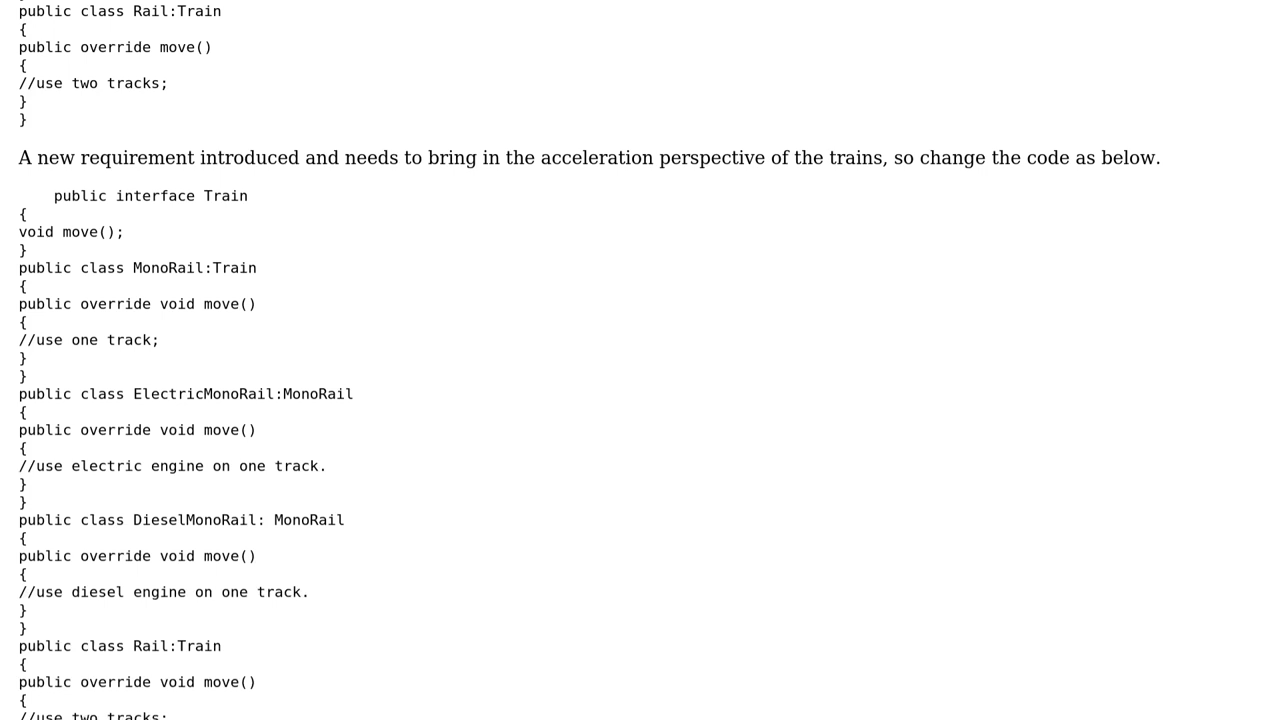 public class Rail:Train
{
public override move()
{
//use two tracks;
}
}
A new requirement introduced and needs to bring in the acceleration perspective of the trains, so change the code as below.
public interface Train
{
void move();
}
public class MonoRail:Train
{
public override void move()
{
//use one track;
}
}
public class ElectricMonoRail:MonoRail
{
public override void move()
{
//use electric engine on one track.
}
}
public class DieselMonoRail: MonoRail
{
public override void move()
{
//use diesel engine on one track.
}
}
public class Rail:Train
{
public override void move()
{
//use two tracks;